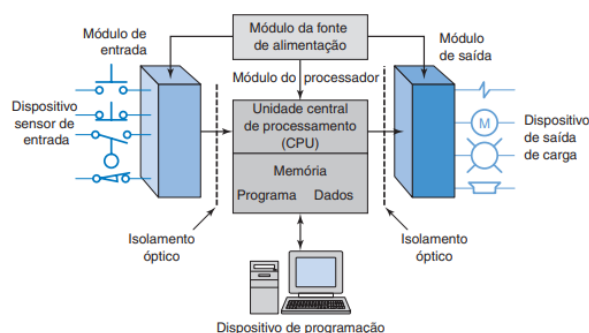 Módulo de
entrada
Módulo da fonte
de alimentação
Módulo
de saída
Módulo do processador
Dispositivo
sensor de
entrada
Unidade central
de processamento
(CPU)
M
Dispositivo
de saída
de carga
Memória
Programa Dados
Isolamento
óptico
Isolamento
óptico
Dispositivo de programação